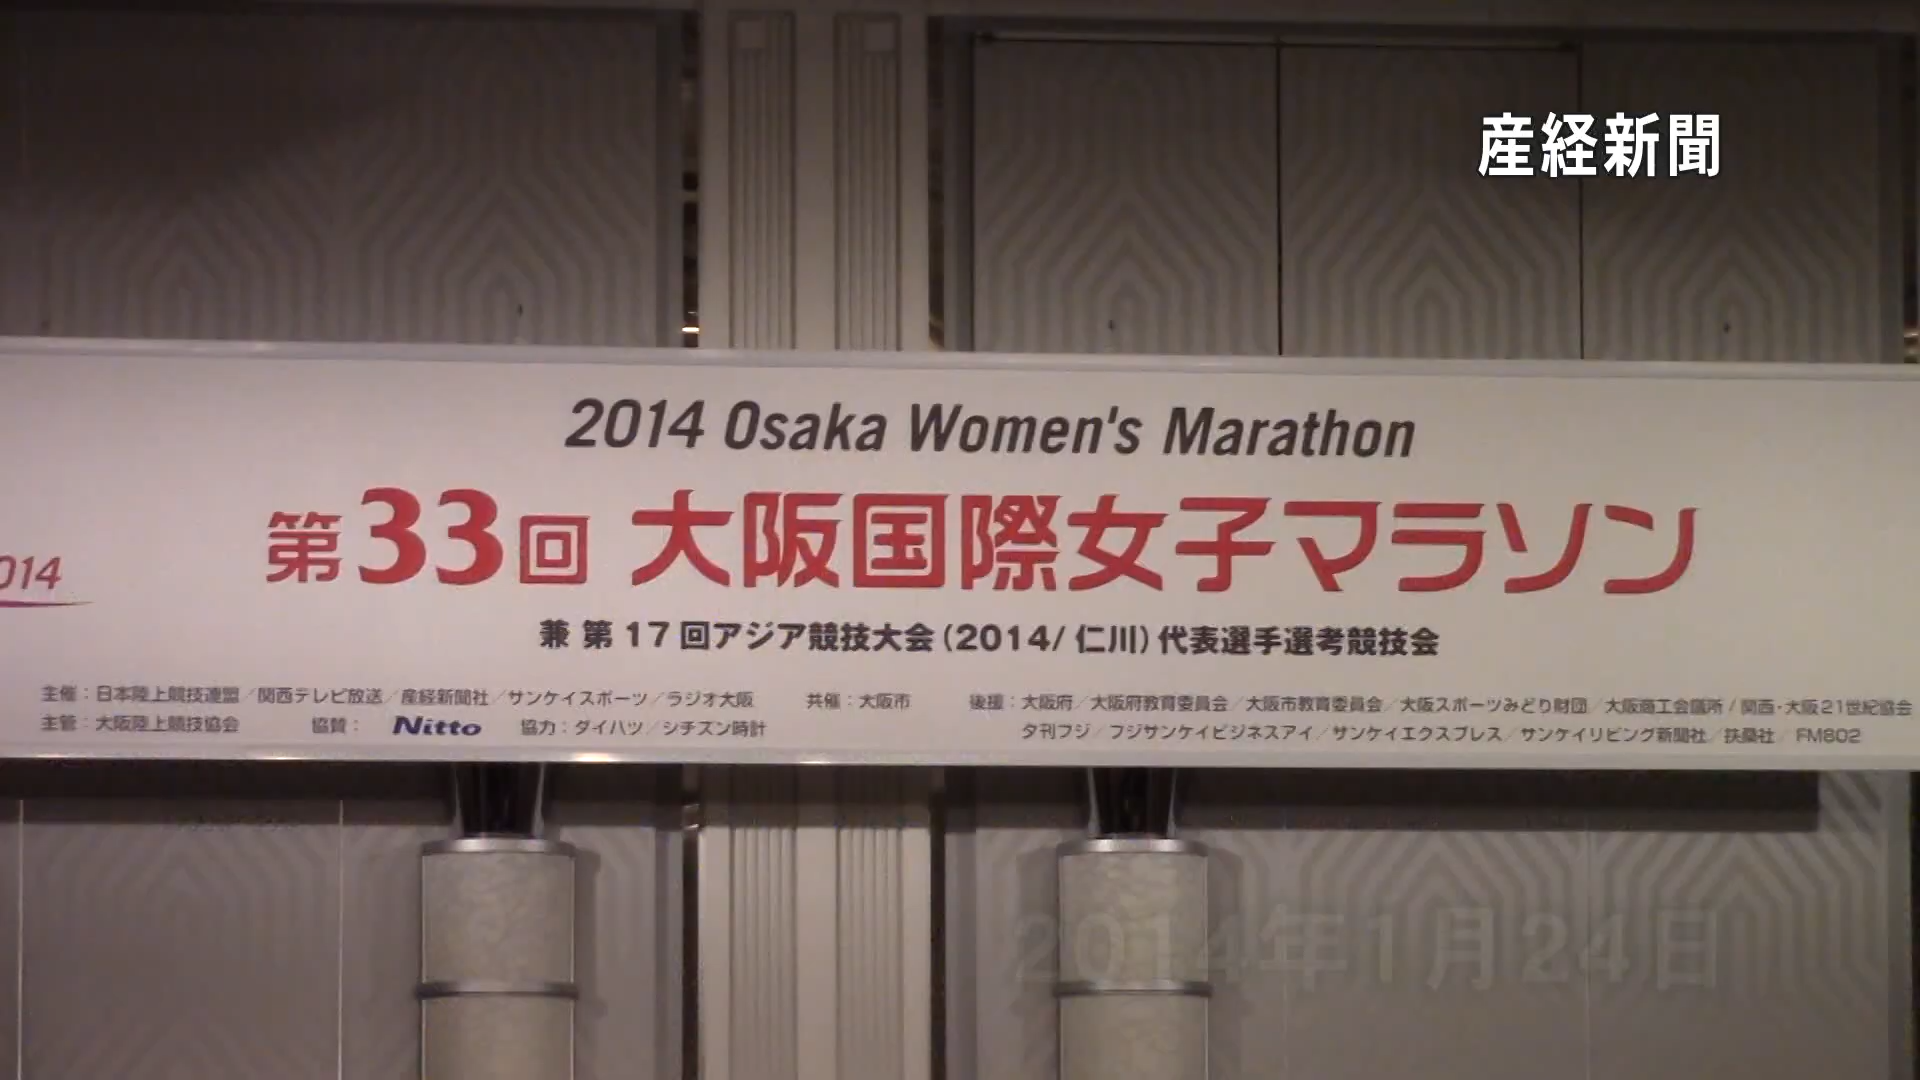 産経新聞
2014 Osaka Women's Marathon
第33回 大阪国際女子マラソン
014
兼 第 17 回アジア競技大会(2014/ 仁川) 代表選手選考競技会
主催：日本陸上競技連盟／関西テレビ放送／産経新聞社／サンケイスポーツ／ラジオ大阪 共催：大阪市 後援：大阪府／大阪府教育委員会／大阪市教育委員会／大阪スポーツみどり財団／大阪商工会議所／関西・大阪21世紀協会
主管：大阪陸上競技協会 協賛： Nitto 協力：ダイハツ／シチズン時計 夕刊フジ／フジサンケイビジネスアイ／サンケイエクスプレス／サンケイリビング新聞社／扶桑社／FM802
2014年1月24日